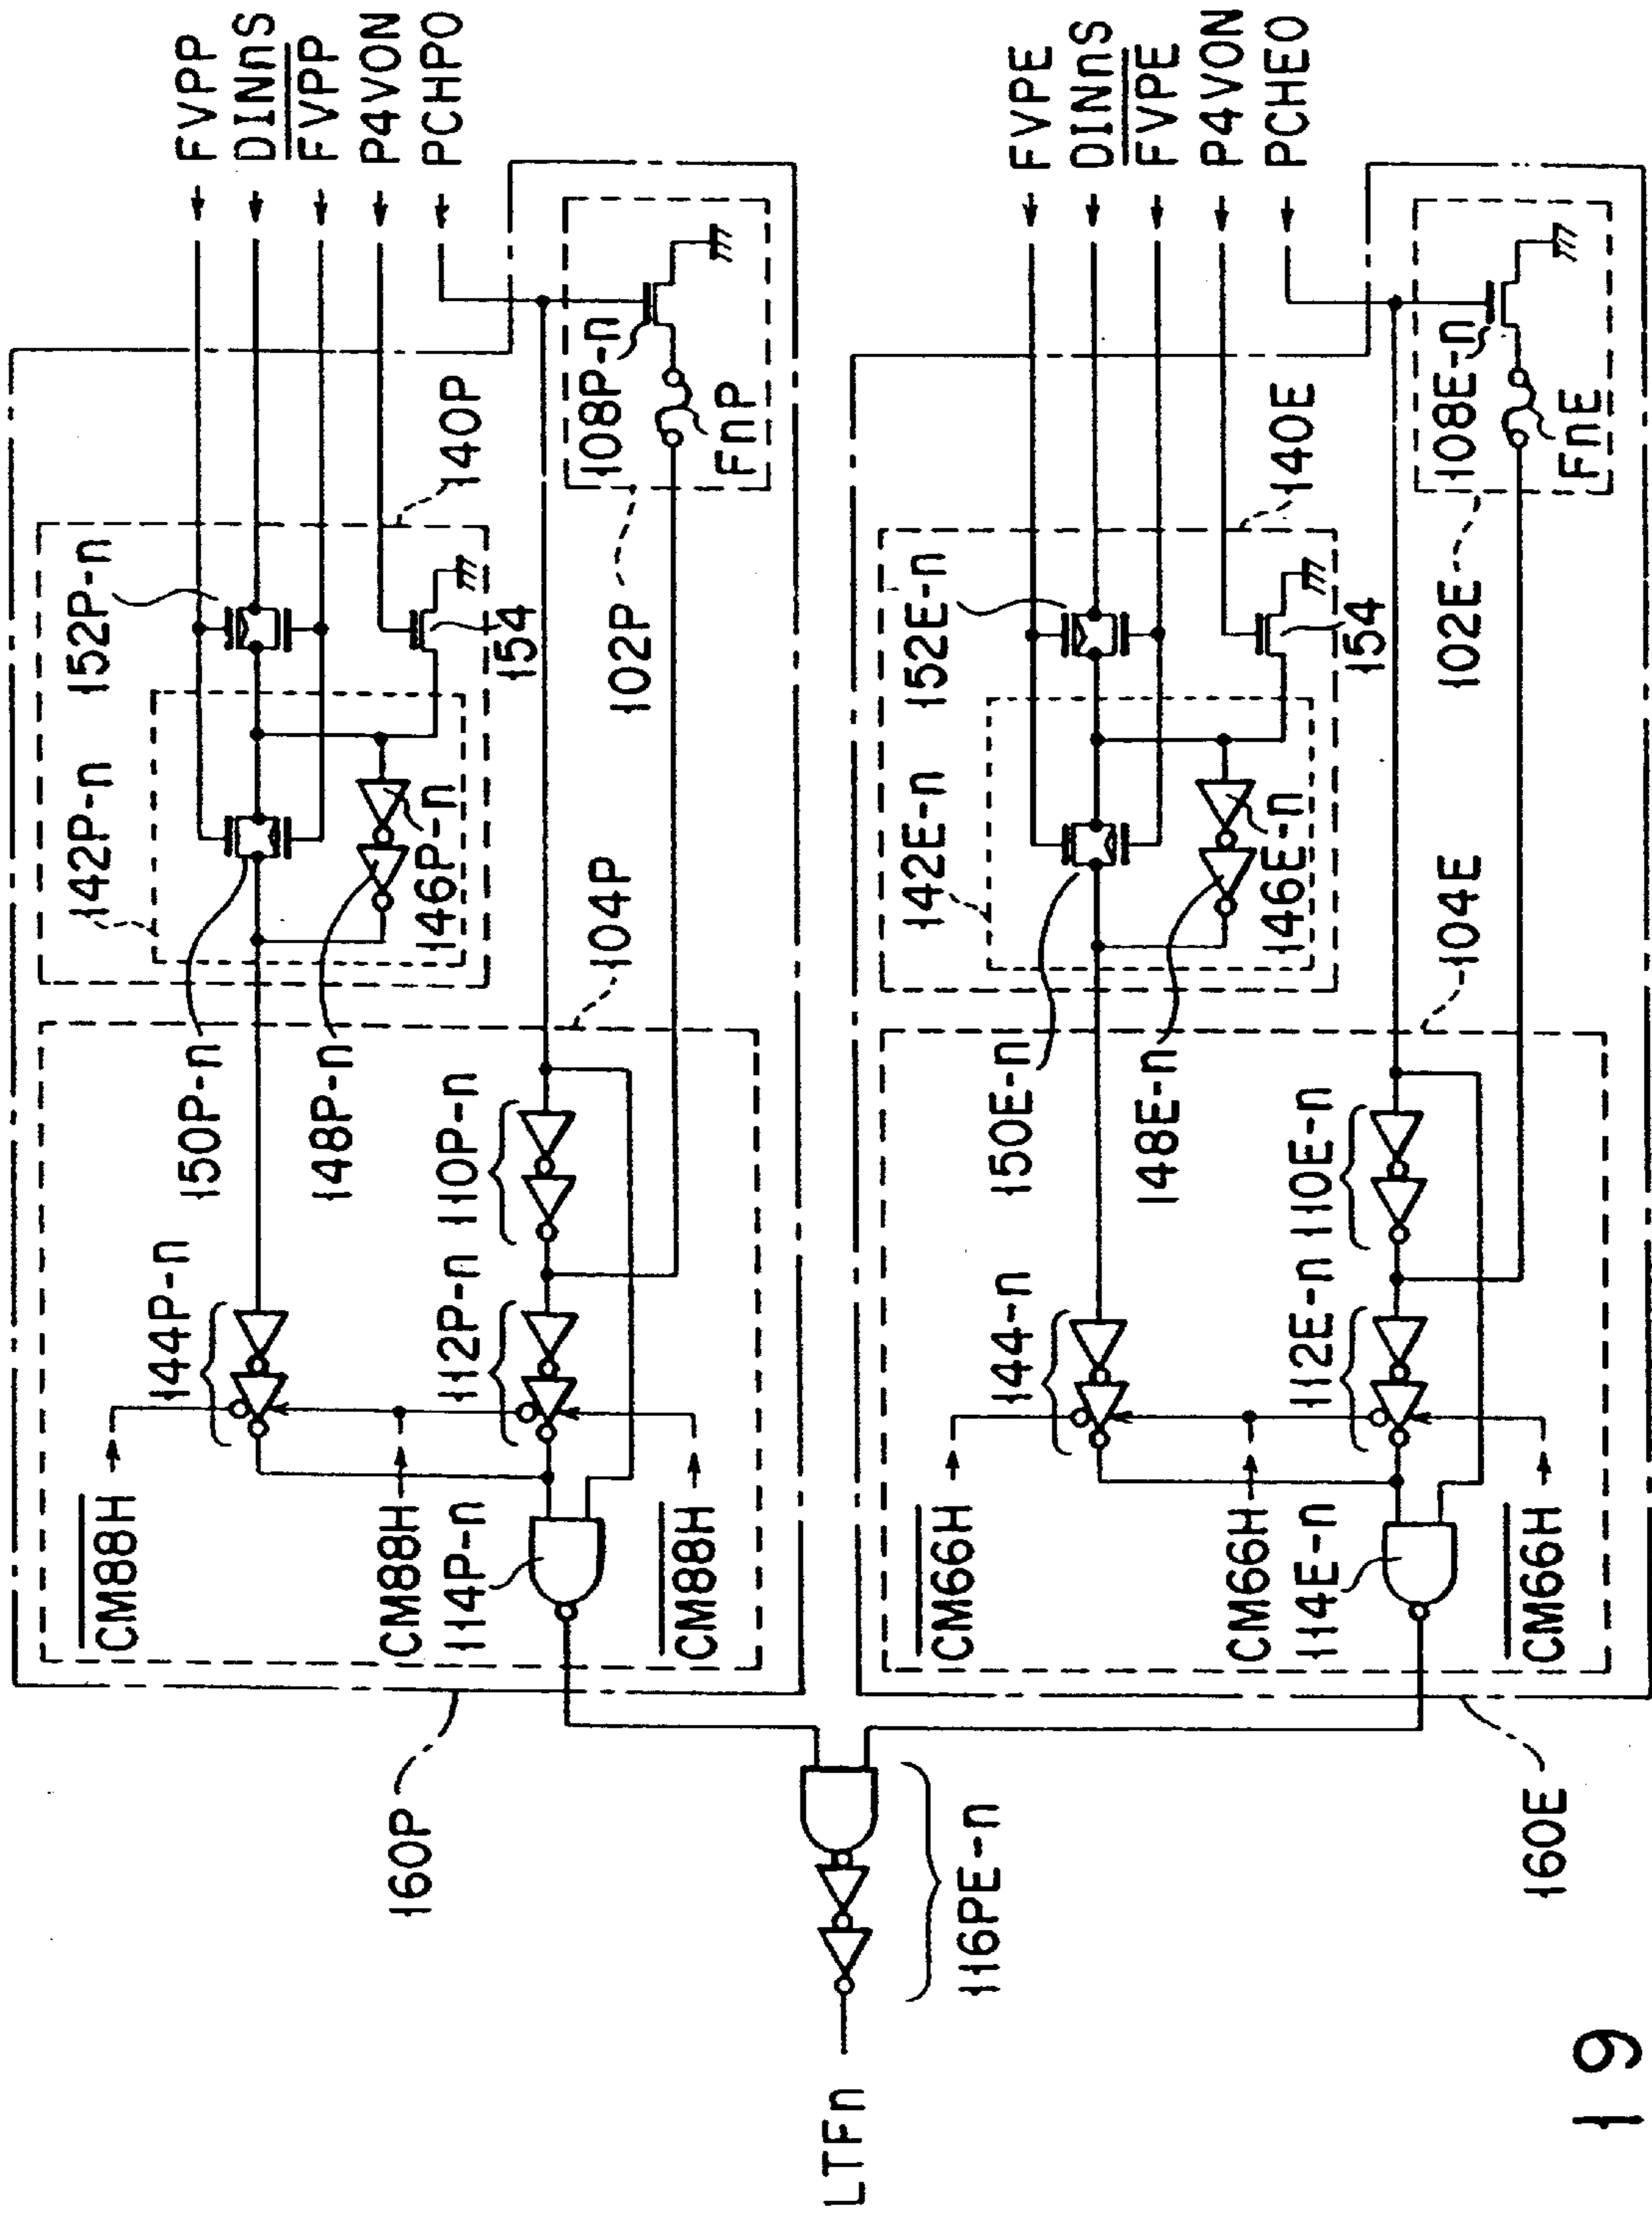 FVPP
DINnS
FVPP
P4VON
PCHPO
152P-n
142P-n
140P
154
108P-n
FnP
102P
146P-n
150P-n
148P-n
104P
144P-n
110P-n
112P-n
CM88H
CM88H
114P-n
CM88H
160P
FVPE
DINnS
FVPE
P4VON
PCHEO
152E-n
142E-n
140E
154
108E-n
FnE
102E
146E-n
150E-n
148E-n
104E
144-n
110E-n
112E-n
CM66H
CM66H
114E-n
CM66H
160E
116PE-n
LTFn
19